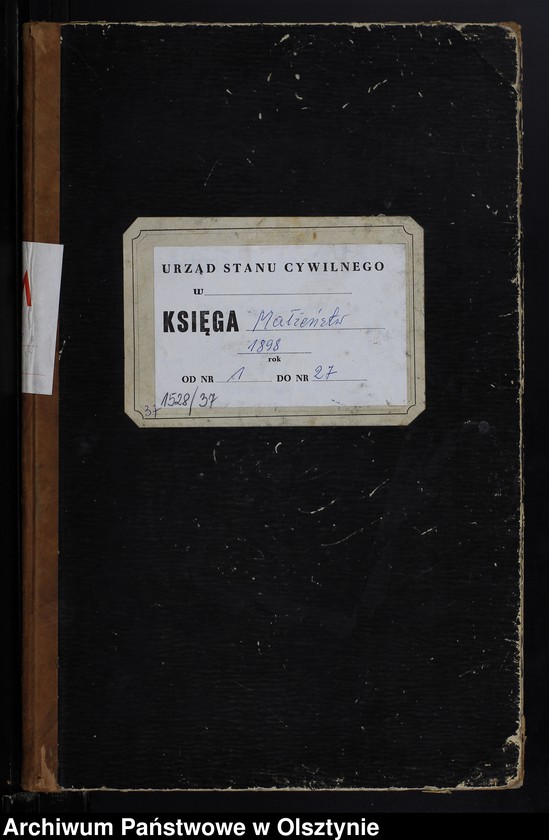 URZĄD STANU CYWILNEGO
w
KSIĘGA Małżeństw
1898
rok
OD NR 1 DO NR 27
1528/37
37
Archiwum Państwowe w Olsztynie